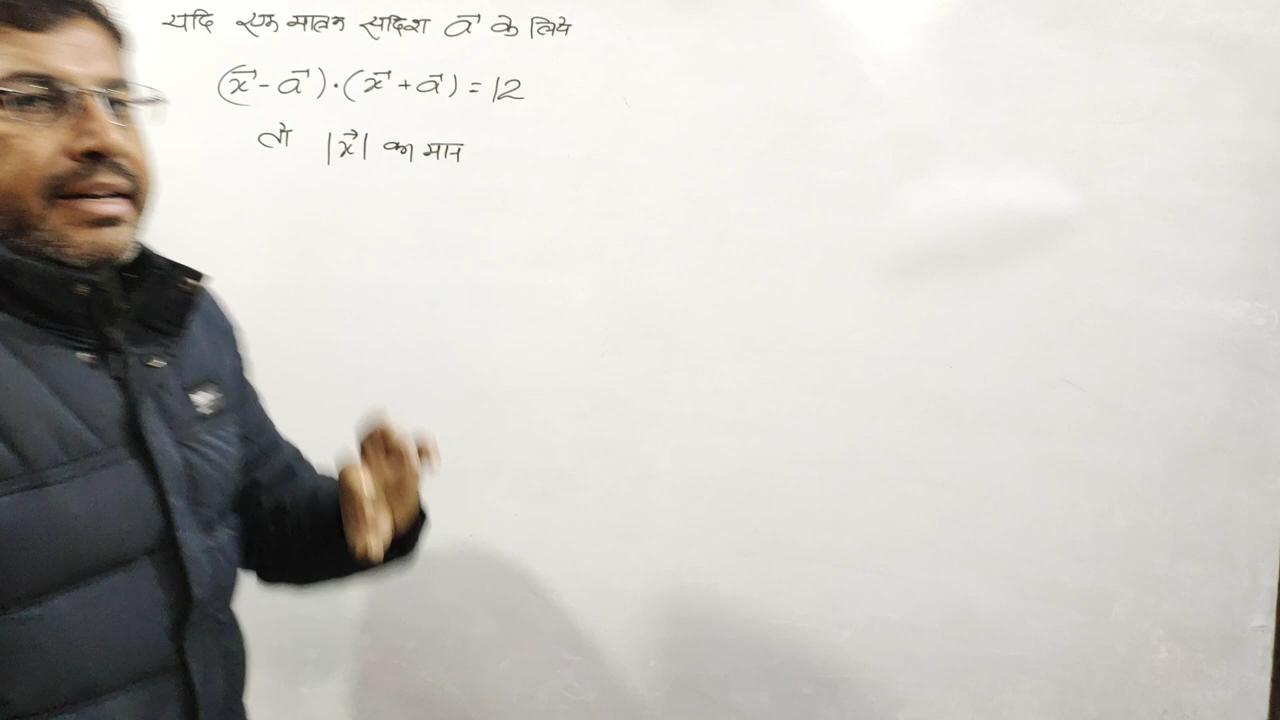 यदि एक मात्रक सदिश a⃗ के लिये
(x⃗ - a⃗)·(x⃗ + a⃗) = 12
तो |x⃗| का मान